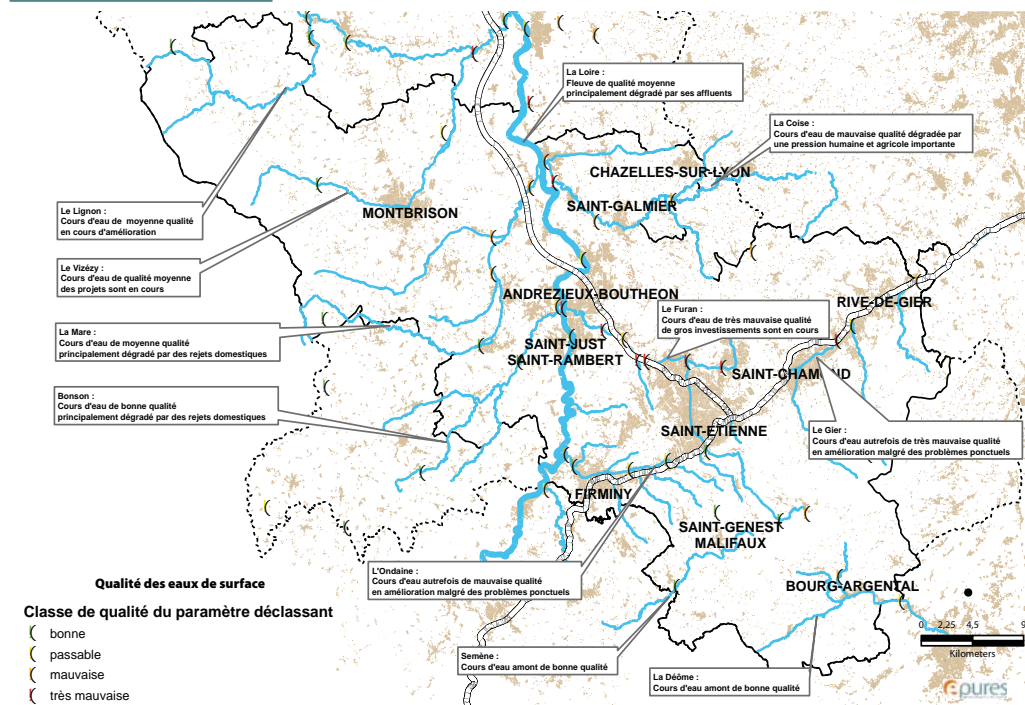 La Loire :
Fleuve de qualité moyenne
principalement dégradé par ses affluents
La Coise :
Cours d'eau de mauvaise qualité dégradée par
une pression humaine et agricole importante
CHAZELLES-SUR-LYON
SAINT-GALMIER
MONTBRISON
Le Lignon :
Cours d'eau de moyenne qualité
en cours d'amélioration
Le Vizézy :
Cours d'eau de qualité moyenne
des projets sont en cours
ANDREZIEUX-BOUTHEON
RIVE-DE-GIER
Le Furan :
Cours d'eau de très mauvaise qualité
de gros investissements sont en cours
La Mare :
Cours d'eau de moyenne qualité
principalement dégradé par des rejets domestiques
SAINT-JUST
SAINT-RAMBERT
SAINT-CHAMOND
Bonson :
Cours d'eau de bonne qualité
principalement dégradé par des rejets domestiques
SAINT-ETIENNE
Le Gier :
Cours d'eau autrefois de très mauvaise qualité
en amélioration malgré des problèmes ponctuels
FIRMINY
SAINT-GENEST
MALIFAUX
L'Ondaine :
Cours d'eau autrefois de mauvaise qualité
en amélioration malgré des problèmes ponctuels
BOURG-ARGENTAL
Semène :
Cours d'eau amont de bonne qualité
La Déôme :
Cours d'eau amont de bonne qualité
Qualité des eaux de surface
Classe de qualité du paramètre déclassant
bonne
passable
mauvaise
très mauvaise
0 2,25 4,5 9
Kilometers
epures